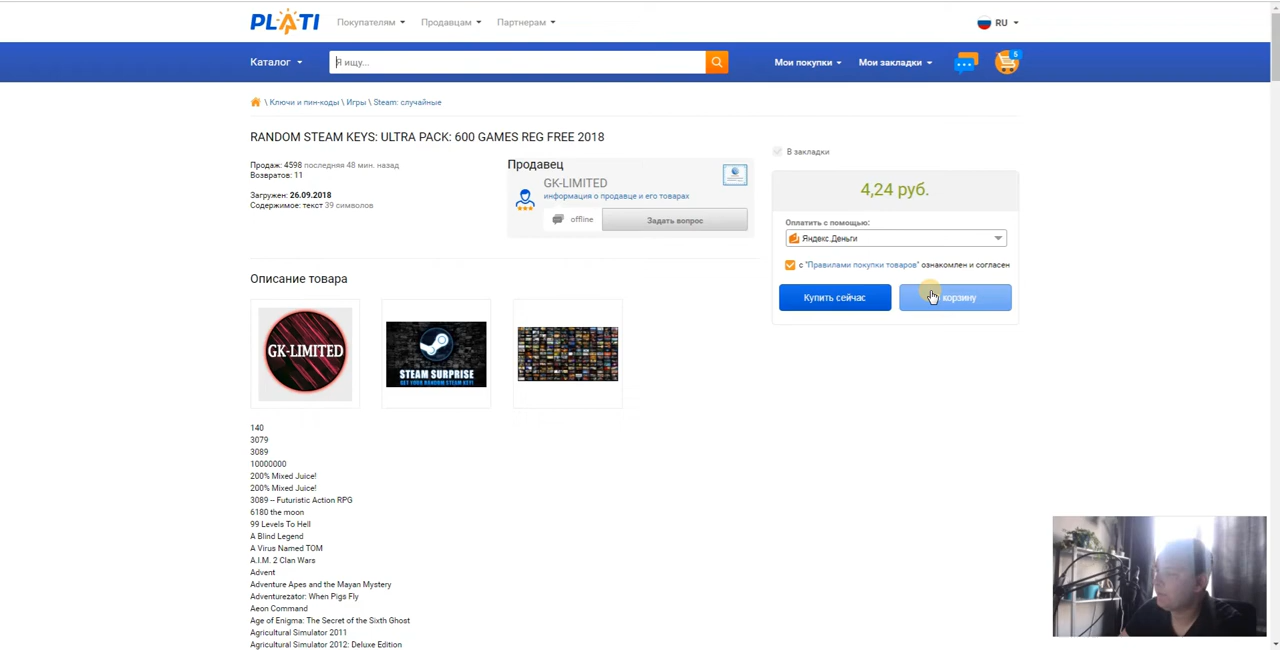 PLATI
Покупателям
Продавцам
Партнерам
RU
Каталог
Я ищу...
Мои покупки
Мои закладки
5
\ Ключи и пин-коды \ Игры \ Steam: случайные
RANDOM STEAM KEYS: ULTRA PACK: 600 GAMES REG FREE 2018
Продаж: 4598 последняя 48 мин. назад
Возвратов: 11
Загружен: 26.09.2018
Содержимое: текст 39 символов
Продавец
GK-LIMITED
информация о продавце и его товарах
offline
Задать вопрос
В закладки
4,24 руб.
Оплатить с помощью:
Яндекс.Деньги
с "Правилами покупки товаров" ознакомлен и согласен
Купить сейчас
корзину
Описание товара
GK-LIMITED
STEAM SURPRISE
GET YOUR RANDOM STEAM KEY!
140
3079
3089
10000000
200% Mixed Juice!
200% Mixed Juice!
3089 -- Futuristic Action RPG
6180 the moon
99 Levels To Hell
A Blind Legend
A Virus Named TOM
A.I.M. 2 Clan Wars
Advent
Adventure Apes and the Mayan Mystery
Adventurezator: When Pigs Fly
Aeon Command
Age of Enigma: The Secret of the Sixth Ghost
Agricultural Simulator 2011
Agricultural Simulator 2012: Deluxe Edition